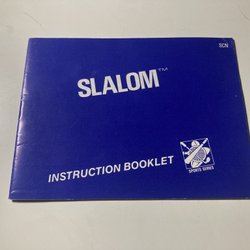 SCN
SLALOM™
INSTRUCTION BOOKLET
SPORTS SERIES